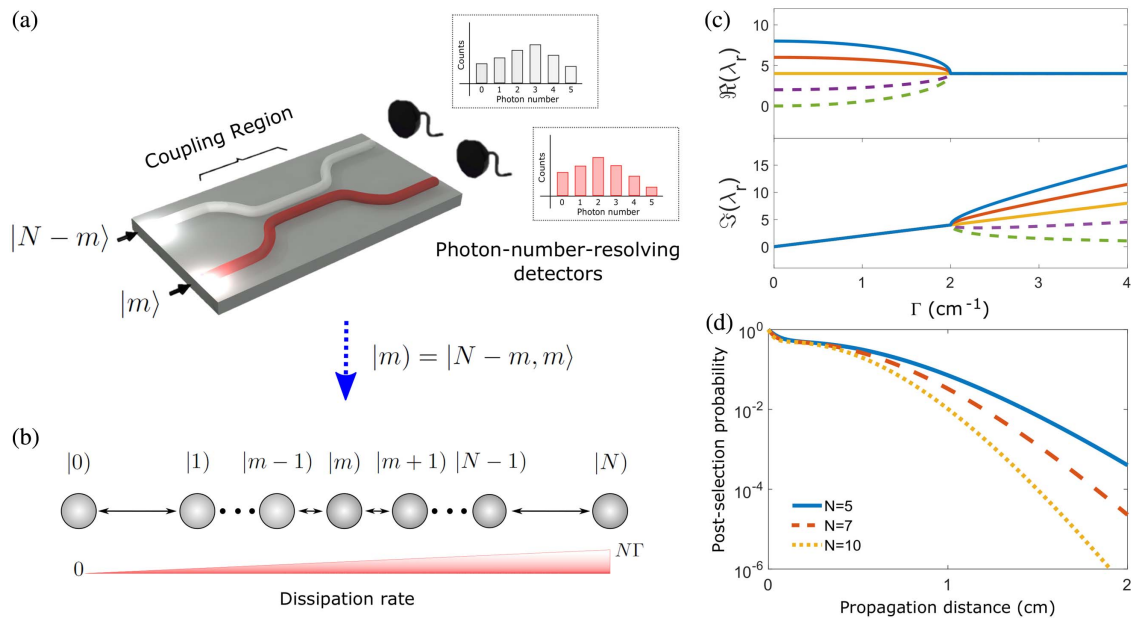 (a)
Counts
0 1 2 3 4 5
Photon number
Coupling Region
Counts
0 1 2 3 4 5
Photon number
|N − m⟩
|m⟩
Photon-number-resolving
detectors
|m) = |N − m, m⟩
(b)
|0) |1) |m−1) |m) |m+1) |N−1) |N)
0
NΓ
Dissipation rate
(c)
ℜ(λr)
10
5
0
ℑ(λr)
15
10
5
0
0 1 2 3 4
Γ (cm⁻¹)
(d)
Post-selection probability
10⁰
10⁻²
10⁻⁴
10⁻⁶
N=5
N=7
N=10
0 1 2
Propagation distance (cm)